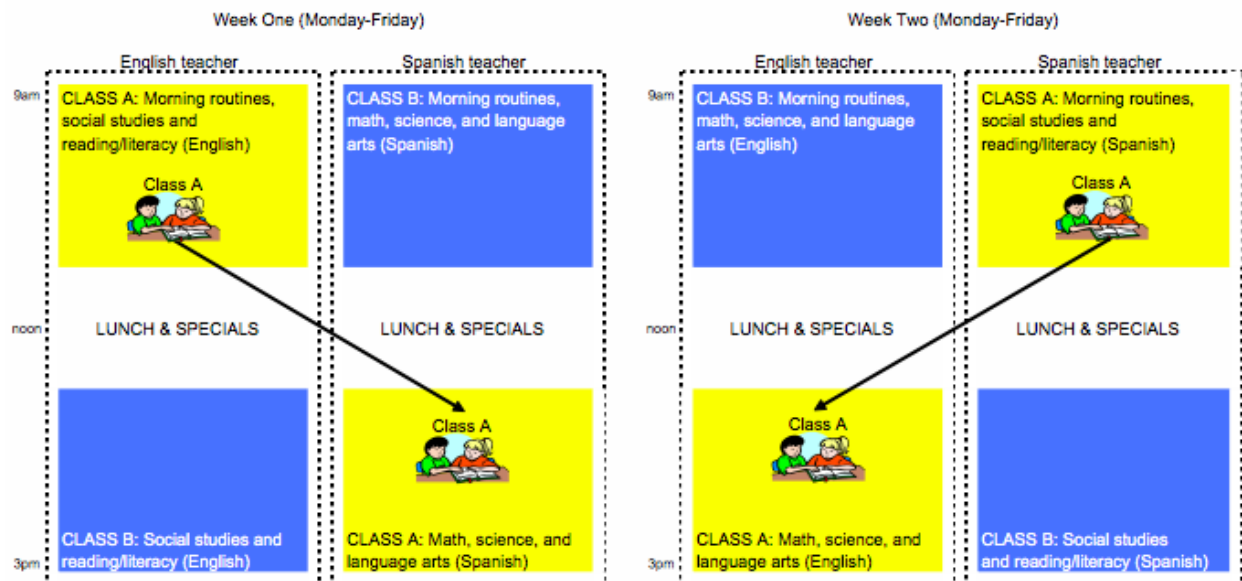 Week One (Monday-Friday)
English teacher
Spanish teacher
9am
CLASS A: Morning routines,
social studies and
reading/literacy (English)
Class A
CLASS B: Morning routines,
math, science, and language
arts (Spanish)
noon
LUNCH & SPECIALS
LUNCH & SPECIALS
CLASS B: Social studies and
reading/literacy (English)
Class A
CLASS A: Math, science, and
language arts (Spanish)
3pm
Week Two (Monday-Friday)
English teacher
Spanish teacher
9am
CLASS B: Morning routines,
math, science, and language
arts (English)
CLASS A: Morning routines,
social studies and
reading/literacy (Spanish)
Class A
noon
LUNCH & SPECIALS
LUNCH & SPECIALS
Class A
CLASS A: Math, science, and
language arts (English)
CLASS B: Social studies
and reading/literacy (Spanish)
3pm